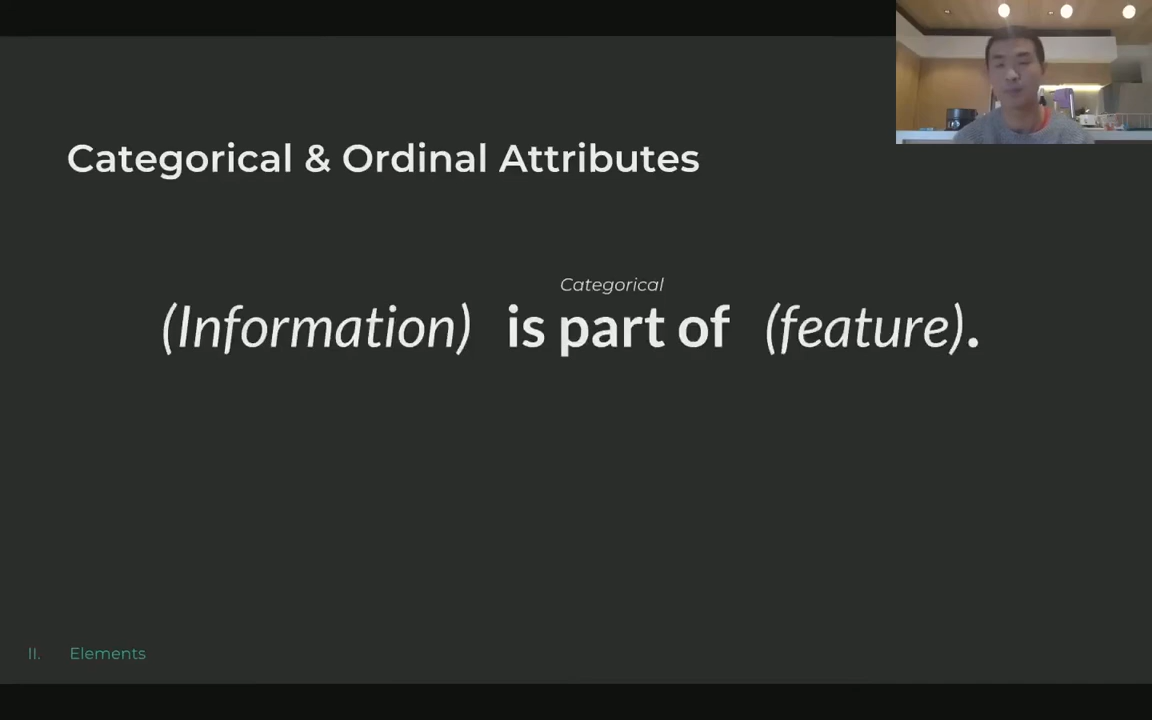 Categorical & Ordinal Attributes
Categorical
(Information) is part of (feature).
II. Elements